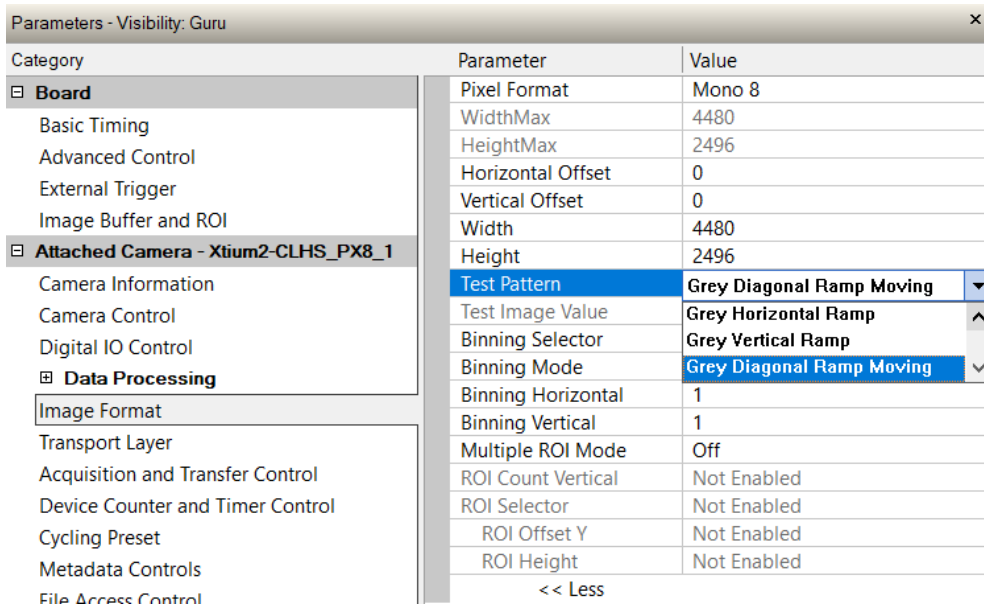 Parameters - Visibility: Guru ×
Category
Board
Basic Timing
Advanced Control
External Trigger
Image Buffer and ROI
Attached Camera - Xtium2-CLHS_PX8_1
Camera Information
Camera Control
Digital IO Control
Data Processing
Image Format
Transport Layer
Acquisition and Transfer Control
Device Counter and Timer Control
Cycling Preset
Metadata Controls
File Access Control
Parameter Value
Pixel Format Mono 8
WidthMax 4480
HeightMax 2496
Horizontal Offset 0
Vertical Offset 0
Width 4480
Height 2496
Test Pattern Grey Diagonal Ramp Moving
Test Image Value Grey Horizontal Ramp
Binning Selector Grey Vertical Ramp
Binning Mode Grey Diagonal Ramp Moving
Binning Horizontal 1
Binning Vertical 1
Multiple ROI Mode Off
ROI Count Vertical Not Enabled
ROI Selector Not Enabled
ROI Offset Y Not Enabled
ROI Height Not Enabled
<< Less